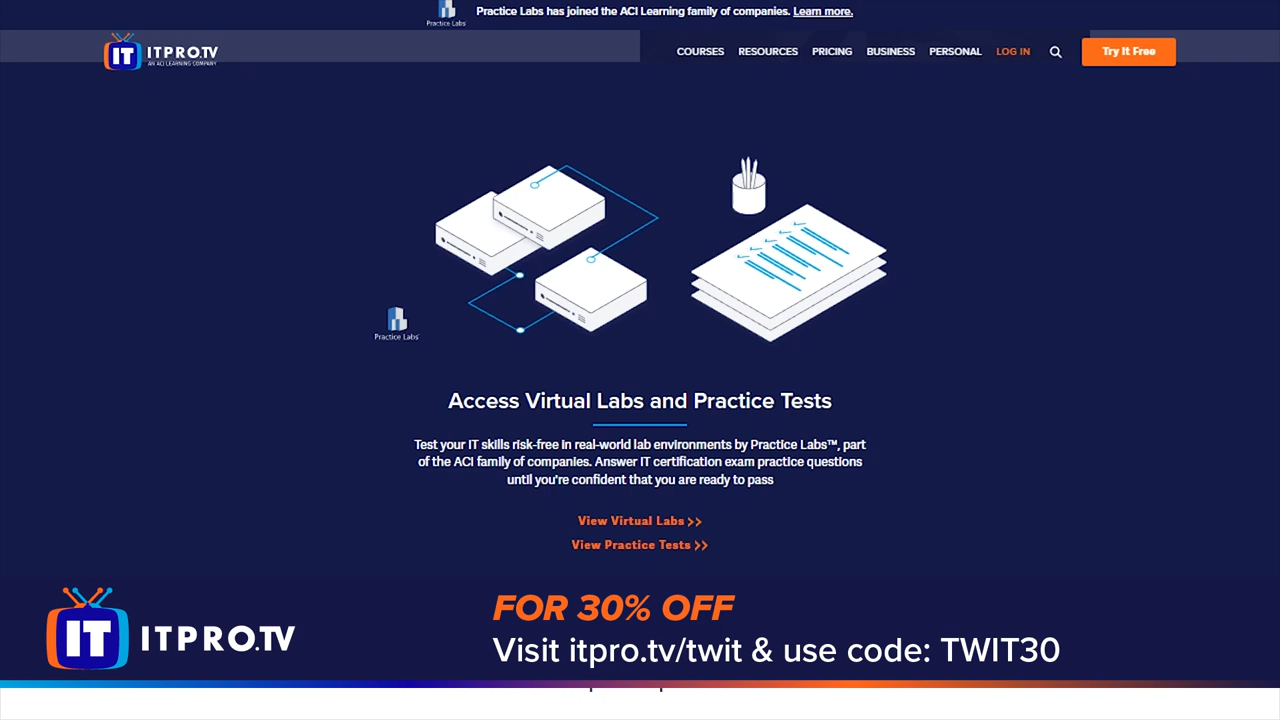 Practice Labs has joined the ACI Learning family of companies. Learn more.
Practice Labs
IT ITPRO.TV
AN ACI LEARNING COMPANY
COURSES RESOURCES PRICING BUSINESS PERSONAL LOG IN Try It Free
Practice Labs
Access Virtual Labs and Practice Tests
Test your IT skills risk-free in real-world lab environments by Practice Labs™, part
of the ACI family of companies. Answer IT certification exam practice questions
until you're confident that you are ready to pass
View Virtual Labs >>
View Practice Tests >>
FOR 30% OFF
IT ITPRO.TV
Visit itpro.tv/twit & use code: TWIT30